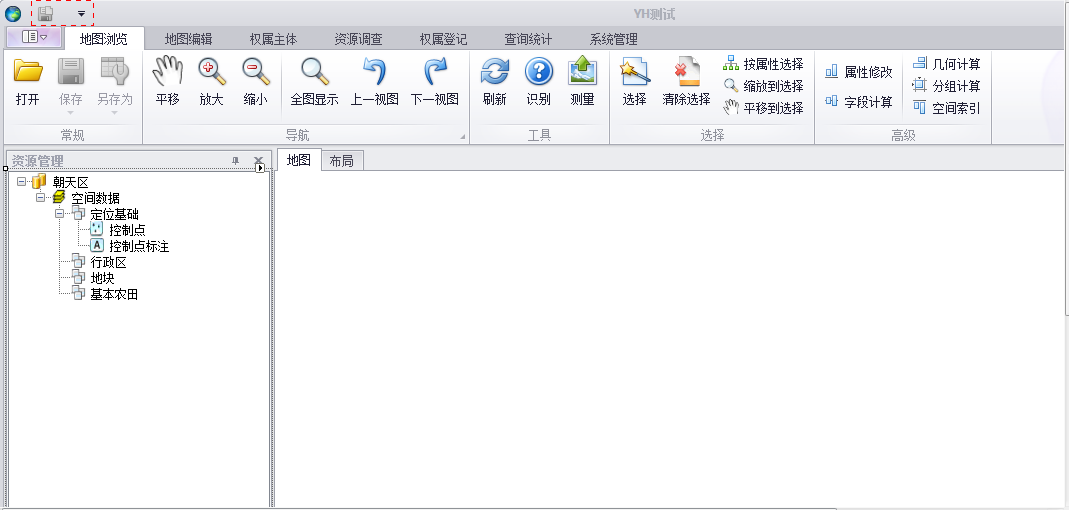 YH测试
地图浏览 地图编辑 权属主体 资源调查 权属登记 查询统计 系统管理
打开 保存 另存为 平移 放大 缩小 全图显示 上一视图 下一视图 刷新 识别 测量 选择 清除选择
按属性选择
缩放到选择
平移到选择
属性修改
字段计算
几何计算
分组计算
空间索引
常规 导航 工具 选择 高级
资源管理
地图 布局
朝天区
空间数据
定位基础
控制点
A 控制点标注
行政区
地块
基本农田